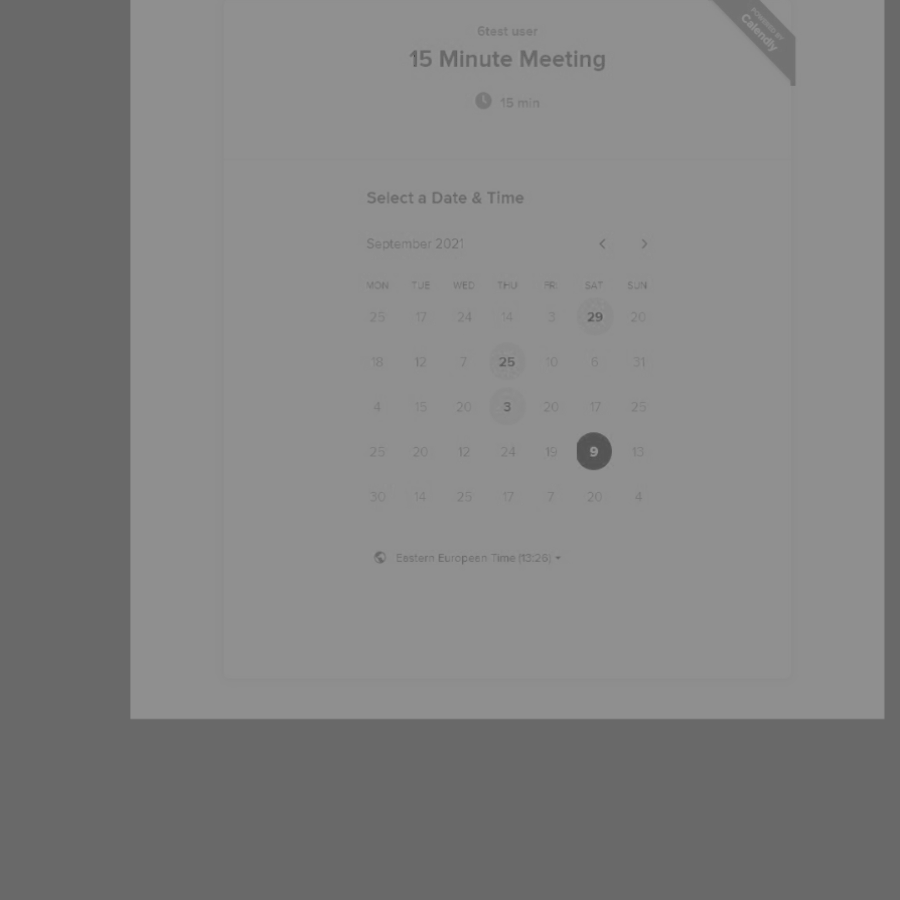 POWERED BY
Calendly
6test user
15 Minute Meeting
15 min
Select a Date & Time
September 2021
MON TUE WED THU FRI SAT SUN
25 17 24 14 3 29 20
18 12 7 25 10 6 31
4 15 20 3 20 17 25
25 20 12 24 19 9 13
30 14 25 17 7 20 4
Eastern European Time (13:26)